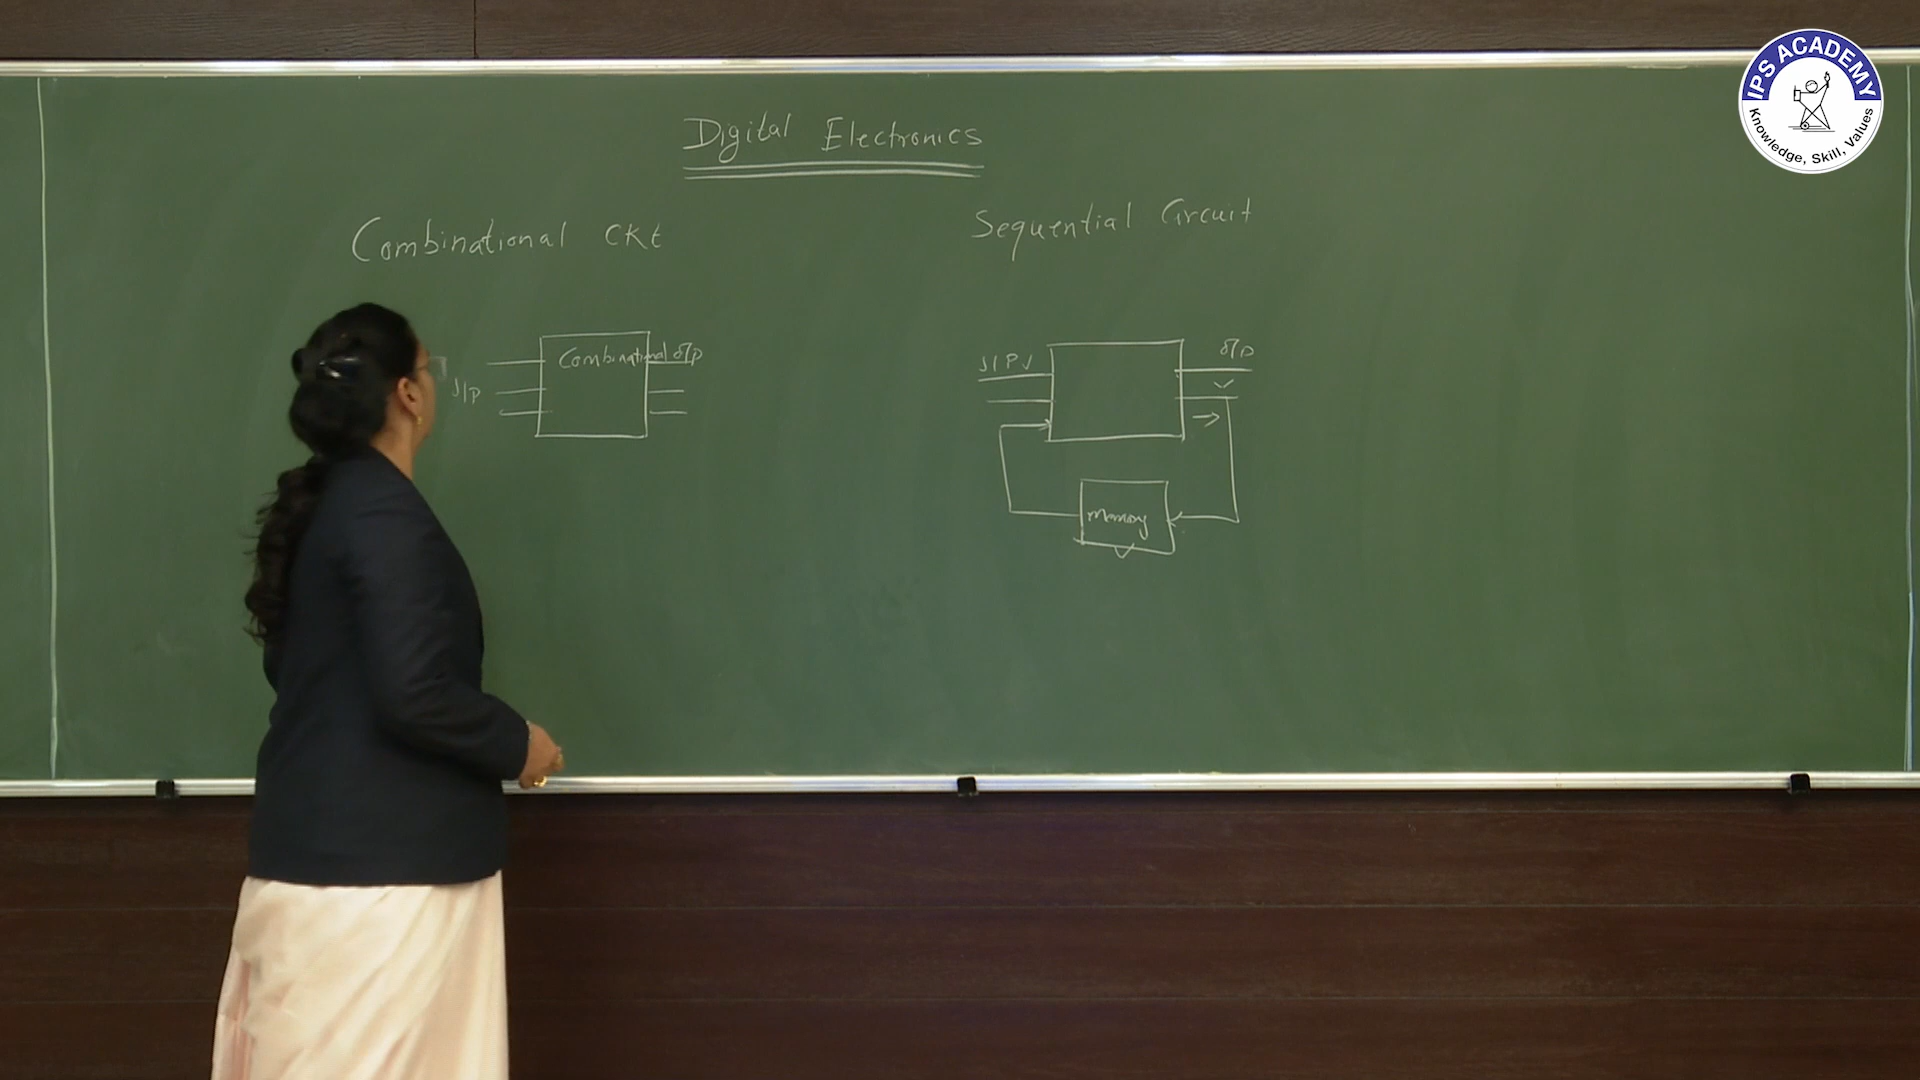 IPS ACADEMY
Knowledge, Skill, Values
Digital Electronics
Combinational CKt
Sequential Circuit
Combinational O/P
I/P
I/P
O/P
Memory